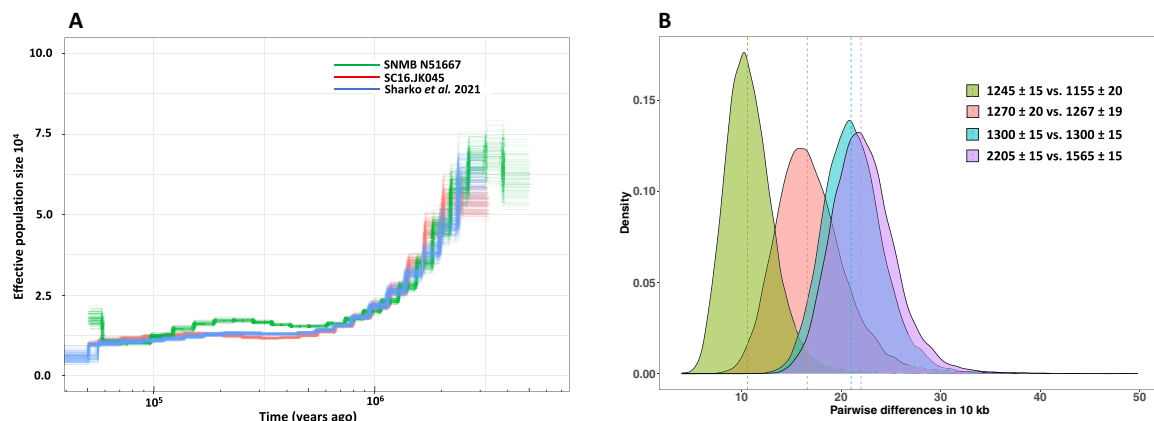 A
10.0
7.5
5.0
2.5
0.0
Effective population size 10⁴
SNMB N51667
SC16.JK045
Sharko et al. 2021
10⁵
10⁶
Time (years ago)
B
0.15
0.10
0.05
0.00
Density
1245 ± 15 vs. 1155 ± 20
1270 ± 20 vs. 1267 ± 19
1300 ± 15 vs. 1300 ± 15
2205 ± 15 vs. 1565 ± 15
10
20
30
40
50
Pairwise differences in 10 kb